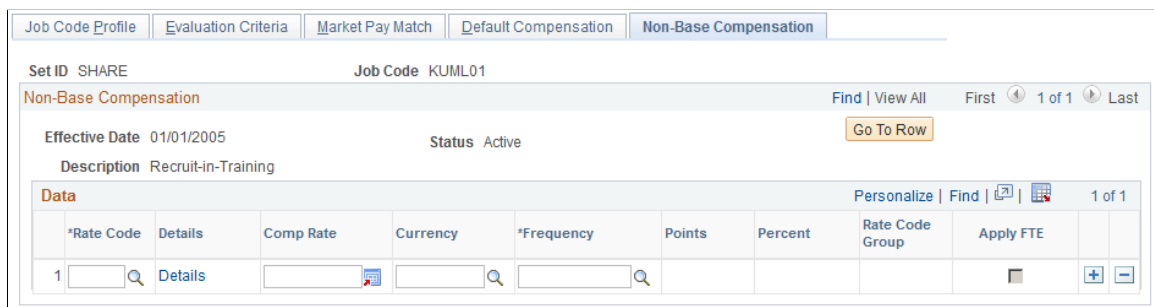 Job Code Profile Evaluation Criteria Market Pay Match Default Compensation Non-Base Compensation
Set ID SHARE Job Code KUML01
Non-Base Compensation Find | View All First 1 of 1 Last
Effective Date 01/01/2005 Status Active Go To Row
Description Recruit-in-Training
Data Personalize | Find | | 1 of 1
*Rate Code Details Comp Rate Currency *Frequency Points Percent Rate Code Group Apply FTE
1 Details